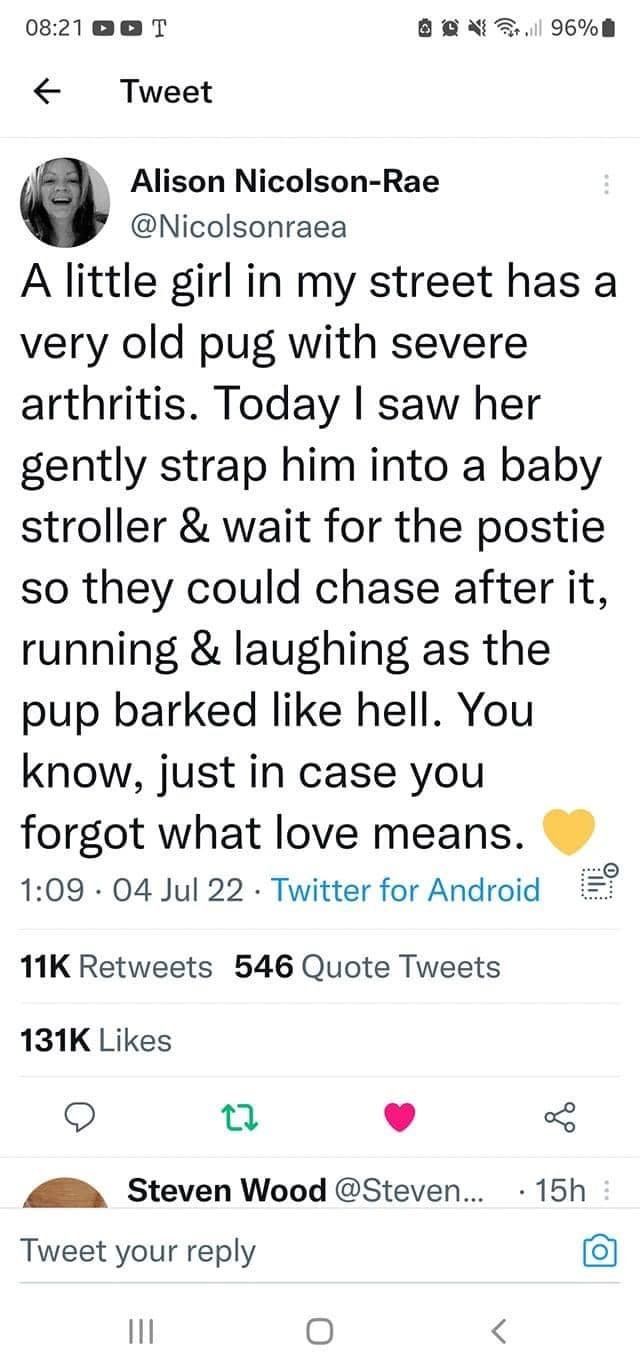 08:21 T 96%
Tweet
Alison Nicolson-Rae
@Nicolsonraea
A little girl in my street has a
very old pug with severe
arthritis. Today I saw her
gently strap him into a baby
stroller & wait for the postie
so they could chase after it,
running & laughing as the
pup barked like hell. You
know, just in case you
forgot what love means. 💛
1:09 · 04 Jul 22 · Twitter for Android
11K Retweets 546 Quote Tweets
131K Likes
Steven Wood @Steven... · 15h
Tweet your reply